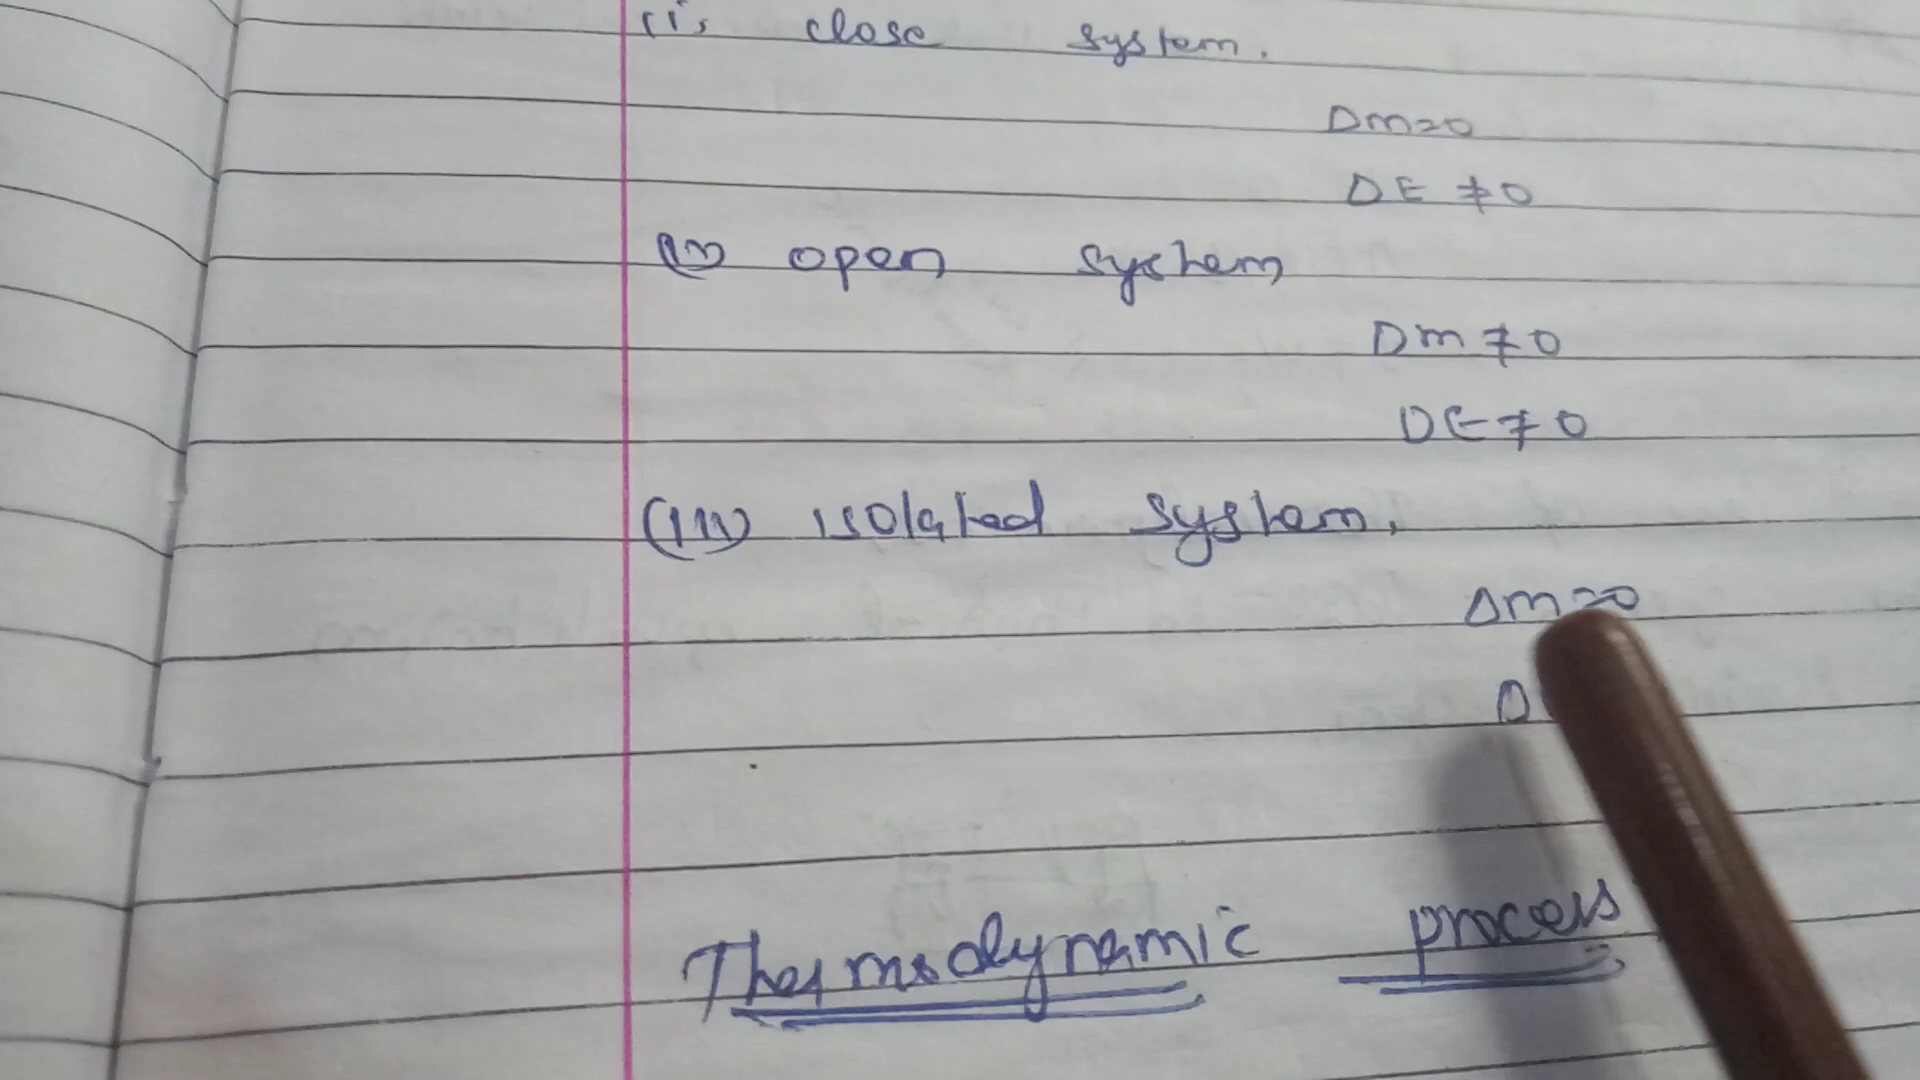 (i) close system.
Δm=0
ΔE ≠0
(ii) open system
Δm ≠0
ΔE ≠0
(iii) isolated system.
Δm=0
Δ
Thermodynamic process